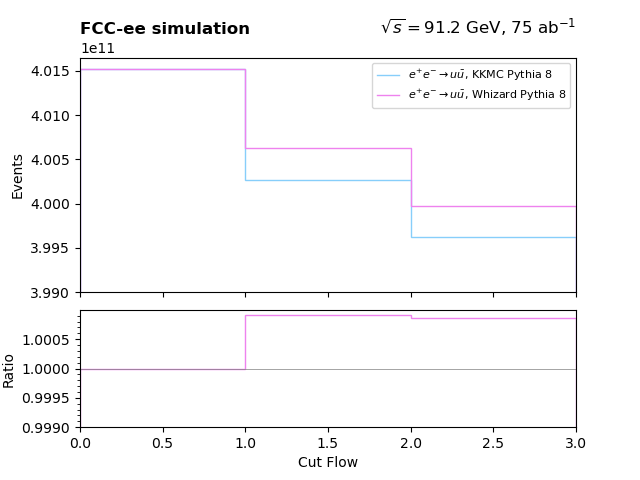 FCC-ee simulation
√s = 91.2 GeV, 75 ab⁻¹
1e11
4.015
4.010
4.005
4.000
3.995
3.990
Events
e⁺e⁻ → uū, KKMC Pythia 8
e⁺e⁻ → uū, Whizard Pythia 8
1.0005
1.0000
0.9995
0.9990
Ratio
0.0 0.5 1.0 1.5 2.0 2.5 3.0
Cut Flow